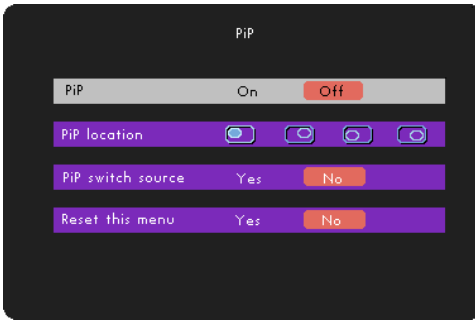 PiP
PiP On Off
PiP location
PiP switch source Yes No
Reset this menu Yes No